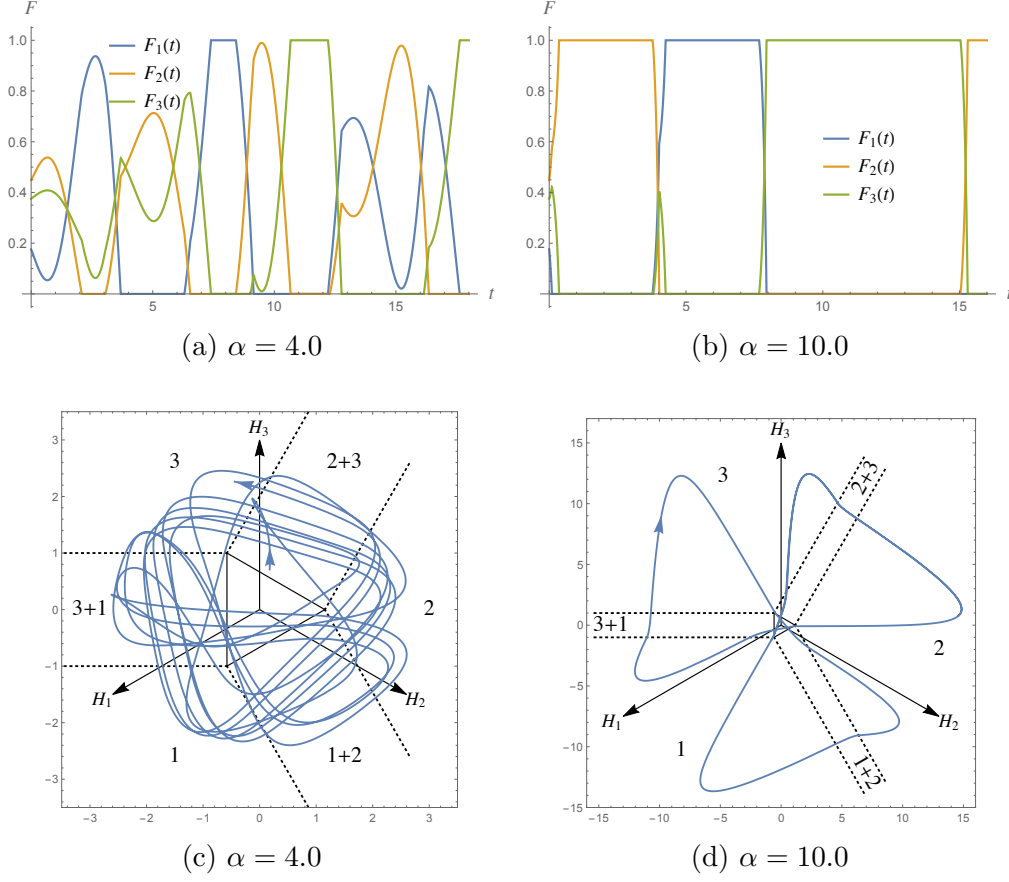 F
1.0
0.8
0.6
0.4
0.2
5
10
15
t
F₁(t)
F₂(t)
F₃(t)
(a) α = 4.0
F
1.0
0.8
0.6
0.4
0.2
5
10
15
t
F₁(t)
F₂(t)
F₃(t)
(b) α = 10.0
3
2
1
0
-1
-2
-3
-3 -2 -1 0 1 2 3
H₃
3
2+3
3+1
2
H₁
H₂
1
1+2
(c) α = 4.0
15
10
5
0
-5
-10
-15
-15 -10 -5 0 5 10 15
H₃
3
2+3
3+1
2
H₁
H₂
1
1+2
(d) α = 10.0